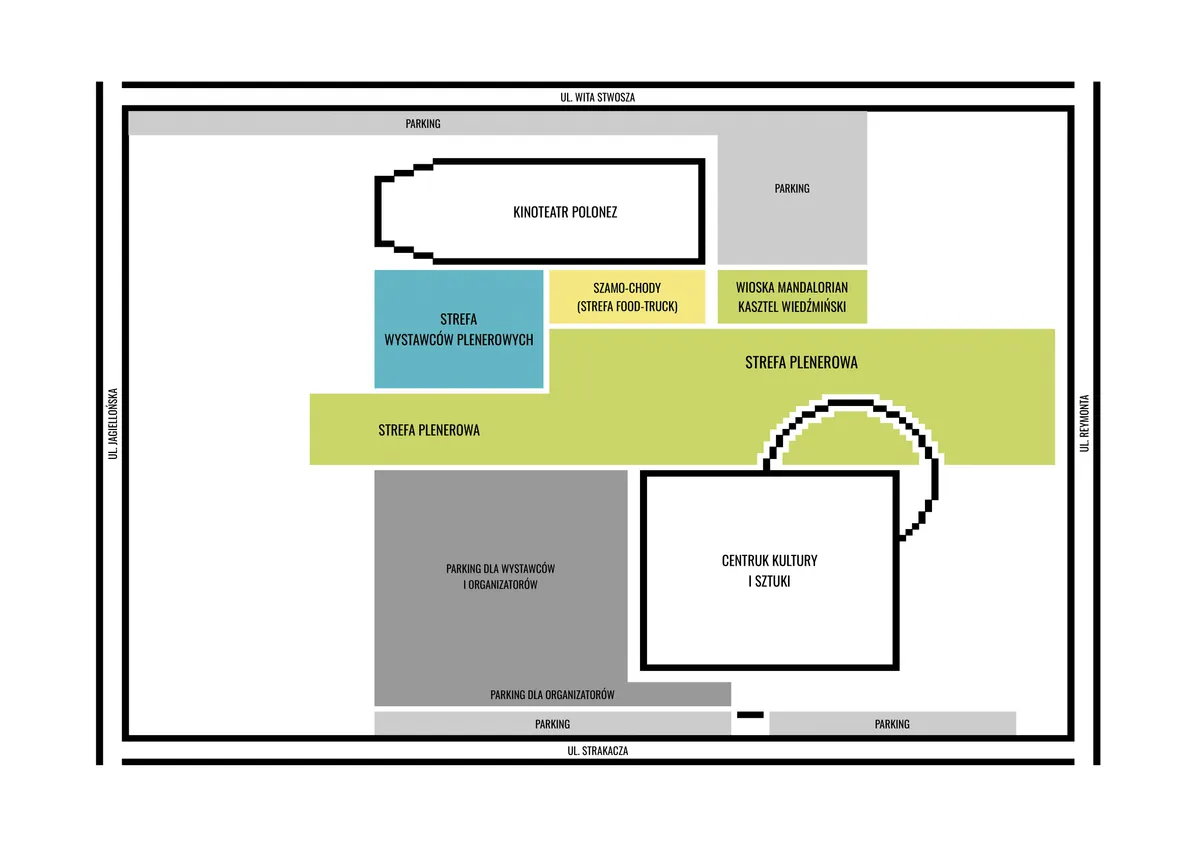 UL. WITA STWOSZA
PARKING
PARKING
KINOTEATR POLONEZ
SZAMO-CHODY
(STREFA FOOD-TRUCK)
WIOSKA MANDALORIAN
KASZTEL WIEDŹMIŃSKI
STREFA
WYSTAWCÓW PLENEROWYCH
STREFA PLENEROWA
STREFA PLENEROWA
UL. JAGIELLOŃSKA
UL. REYMONTA
PARKING DLA WYSTAWCÓW
I ORGANIZATORÓW
CENTRUK KULTURY
I SZTUKI
PARKING DLA ORGANIZATORÓW
PARKING
PARKING
UL. STRAKACZA